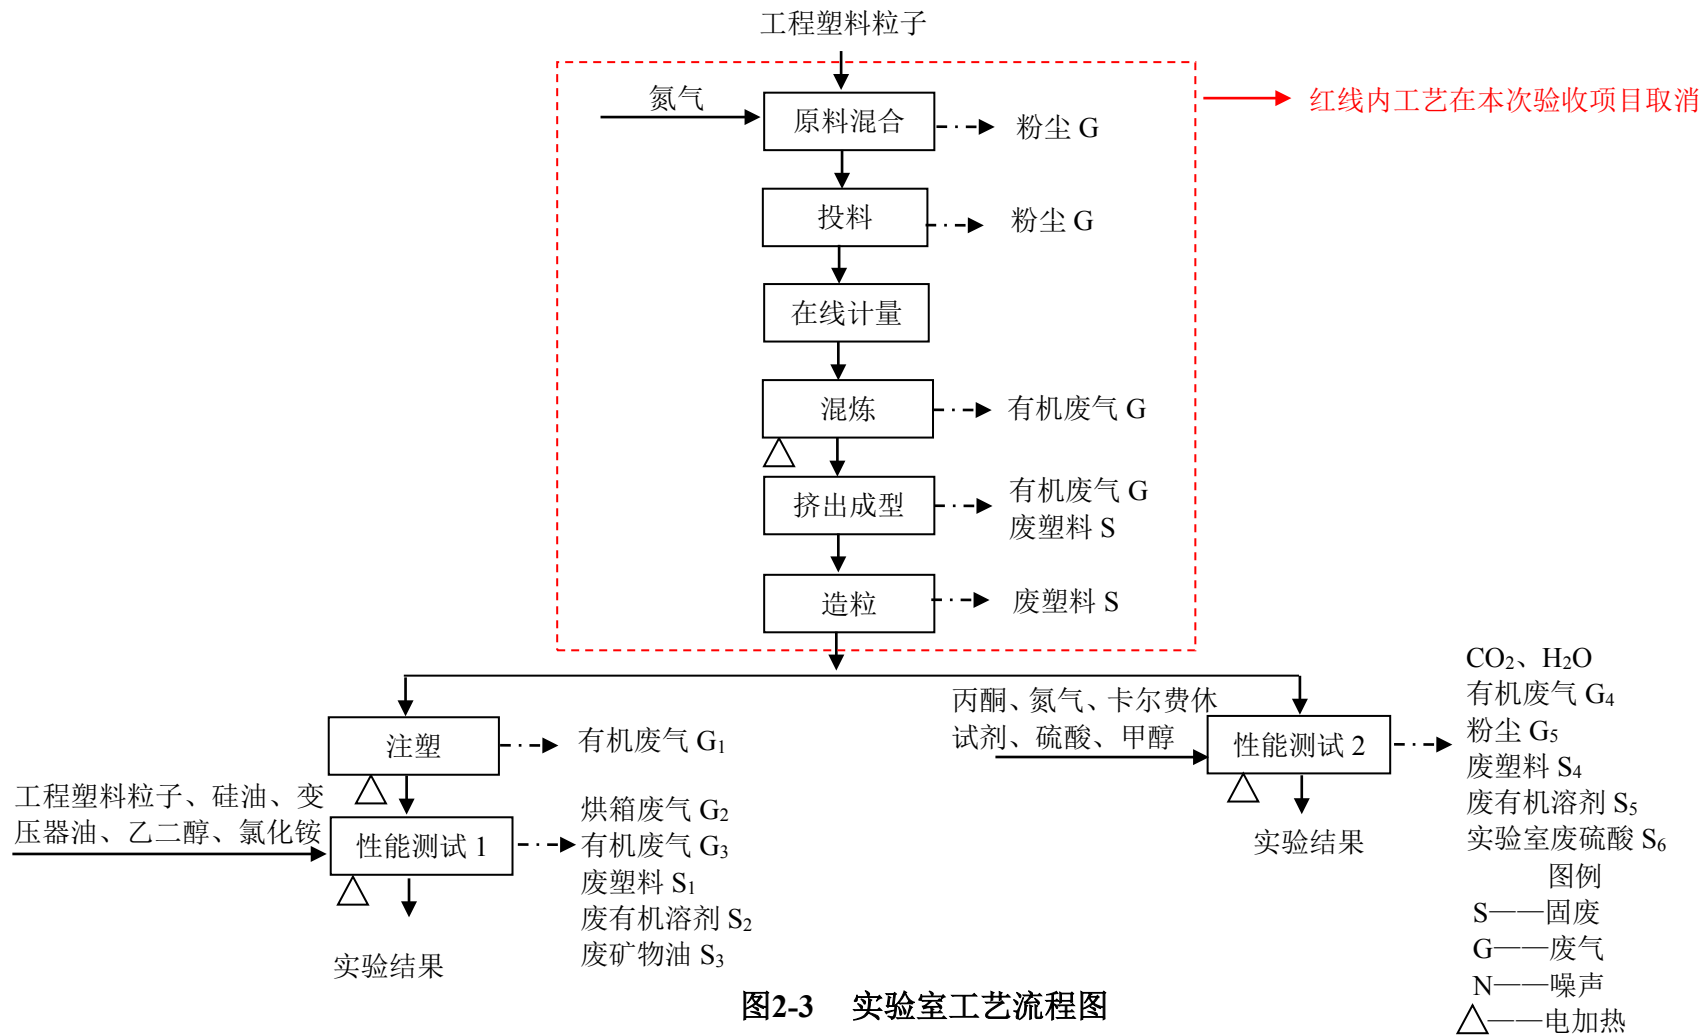 工程塑料粒子
氮气
原料混合
粉尘 G
红线内工艺在本次验收项目取消
投料
粉尘 G
在线计量
混炼
有机废气 G
挤出成型
有机废气 G
废塑料 S
造粒
废塑料 S
注塑
有机废气 G₁
工程塑料粒子、硅油、变
压器油、乙二醇、氯化铵
性能测试 1
烘箱废气 G₂
有机废气 G₃
废塑料 S₁
废有机溶剂 S₂
废矿物油 S₃
实验结果
丙酮、氮气、卡尔费休
试剂、硫酸、甲醇
性能测试 2
CO₂、H₂O
有机废气 G₄
粉尘 G₅
废塑料 S₄
废有机溶剂 S₅
实验室废硫酸 S₆
实验结果
图例
S——固废
G——废气
N——噪声
△——电加热
图2-3 实验室工艺流程图